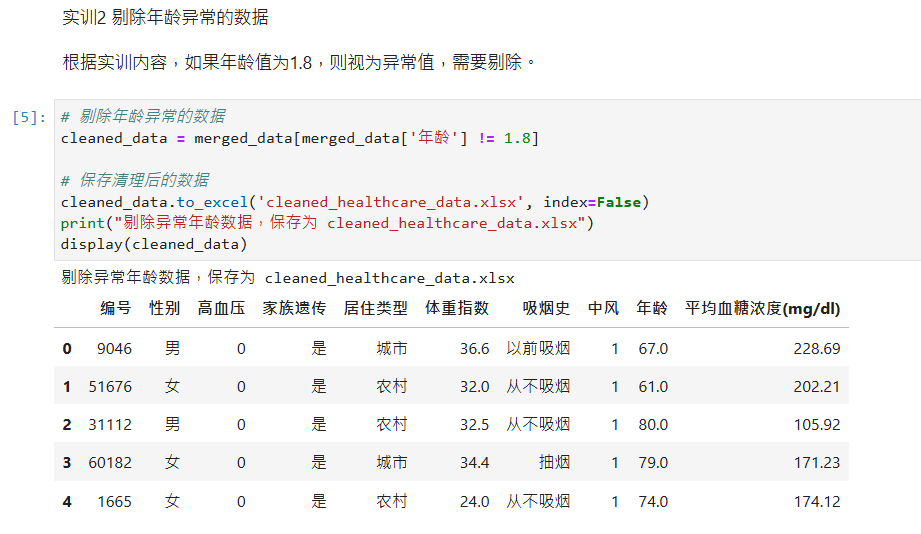 实训2 剔除年龄异常的数据
根据实训内容，如果年龄值为1.8，则视为异常值，需要剔除。
[5]: # 剔除年龄异常的数据
cleaned_data = merged_data[merged_data['年龄'] != 1.8]
# 保存清理后的数据
cleaned_data.to_excel('cleaned_healthcare_data.xlsx', index=False)
print("剔除异常年龄数据，保存为 cleaned_healthcare_data.xlsx")
display(cleaned_data)
剔除异常年龄数据，保存为 cleaned_healthcare_data.xlsx
编号 性别 高血压 家族遗传 居住类型 体重指数 吸烟史 中风 年龄 平均血糖浓度(mg/dl)
0 9046 男 0 是 城市 36.6 以前吸烟 1 67.0 228.69
1 51676 女 0 是 农村 32.0 从不吸烟 1 61.0 202.21
2 31112 男 0 是 农村 32.5 从不吸烟 1 80.0 105.92
3 60182 女 0 是 城市 34.4 抽烟 1 79.0 171.23
4 1665 女 0 是 农村 24.0 从不吸烟 1 74.0 174.12